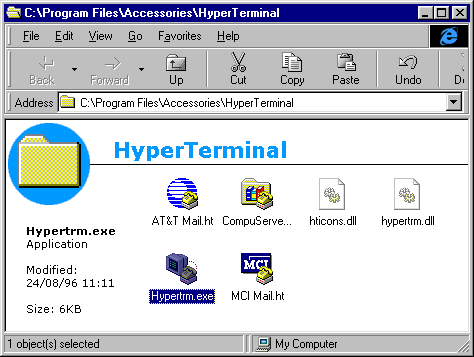 C:\Program Files\Accessories\HyperTerminal
File Edit View Go Favorites Help
Back Forward Up Cut Copy Paste Undo
Address C:\Program Files\Accessories\HyperTerminal
HyperTerminal
AT&T Mail.ht CompuServe... hticons.dll hypertrm.dll
Hypertrm.exe
Application
Modified:
24/08/96 11:11
Size: 6KB
Hypertrm.exe MCI Mail.ht
MCI
1 object(s) selected My Computer